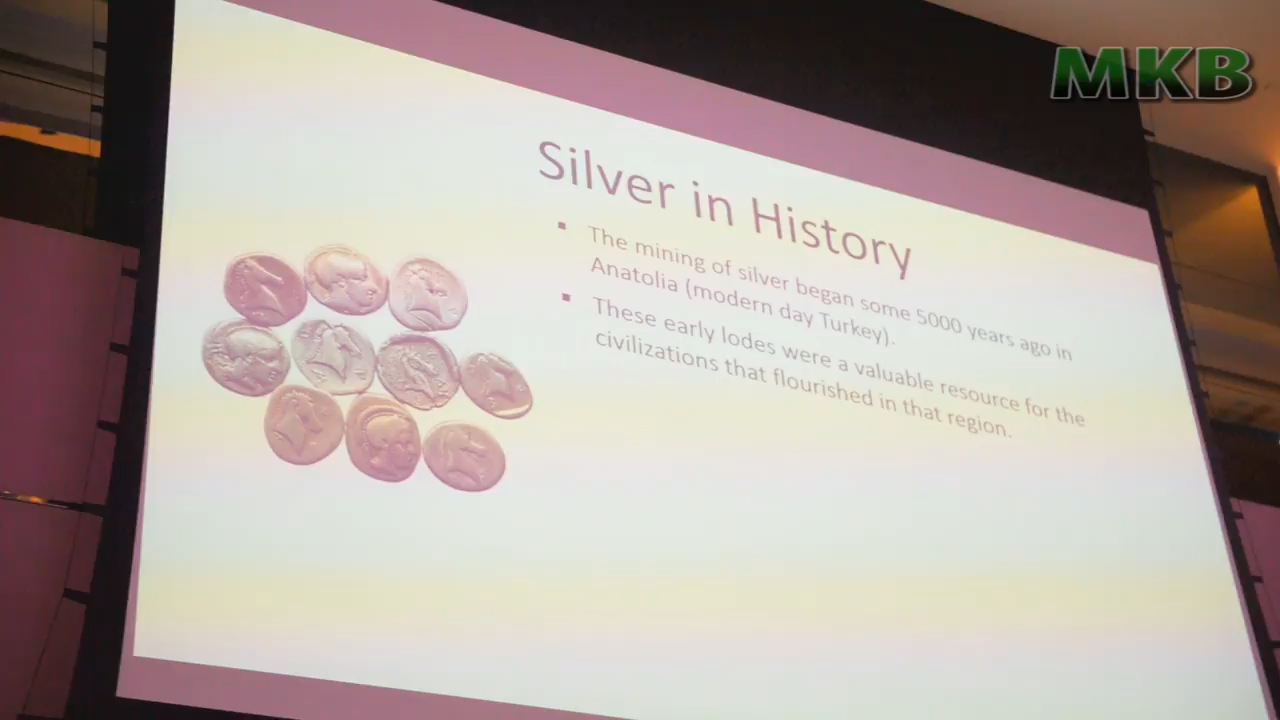 MKB
Silver in History
▪ The mining of silver began some 5000 years ago in
Anatolia (modern day Turkey).
▪ These early lodes were a valuable resource for the
civilizations that flourished in that region.